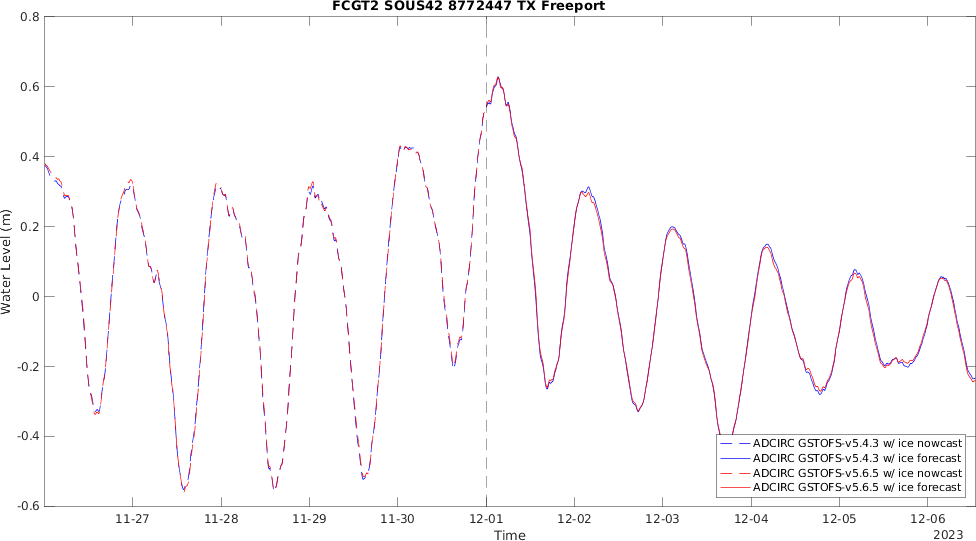 FCGT2 SOUS42 8772447 TX Freeport
0.8
0.6
0.4
0.2
0
-0.2
-0.4
-0.6
Water Level (m)
ADCIRC GSTOFS-v5.4.3 w/ ice nowcast
ADCIRC GSTOFS-v5.4.3 w/ ice forecast
ADCIRC GSTOFS-v5.6.5 w/ ice nowcast
ADCIRC GSTOFS-v5.6.5 w/ ice forecast
11-27 11-28 11-29 11-30 12-01 12-02 12-03 12-04 12-05 12-06
Time
2023